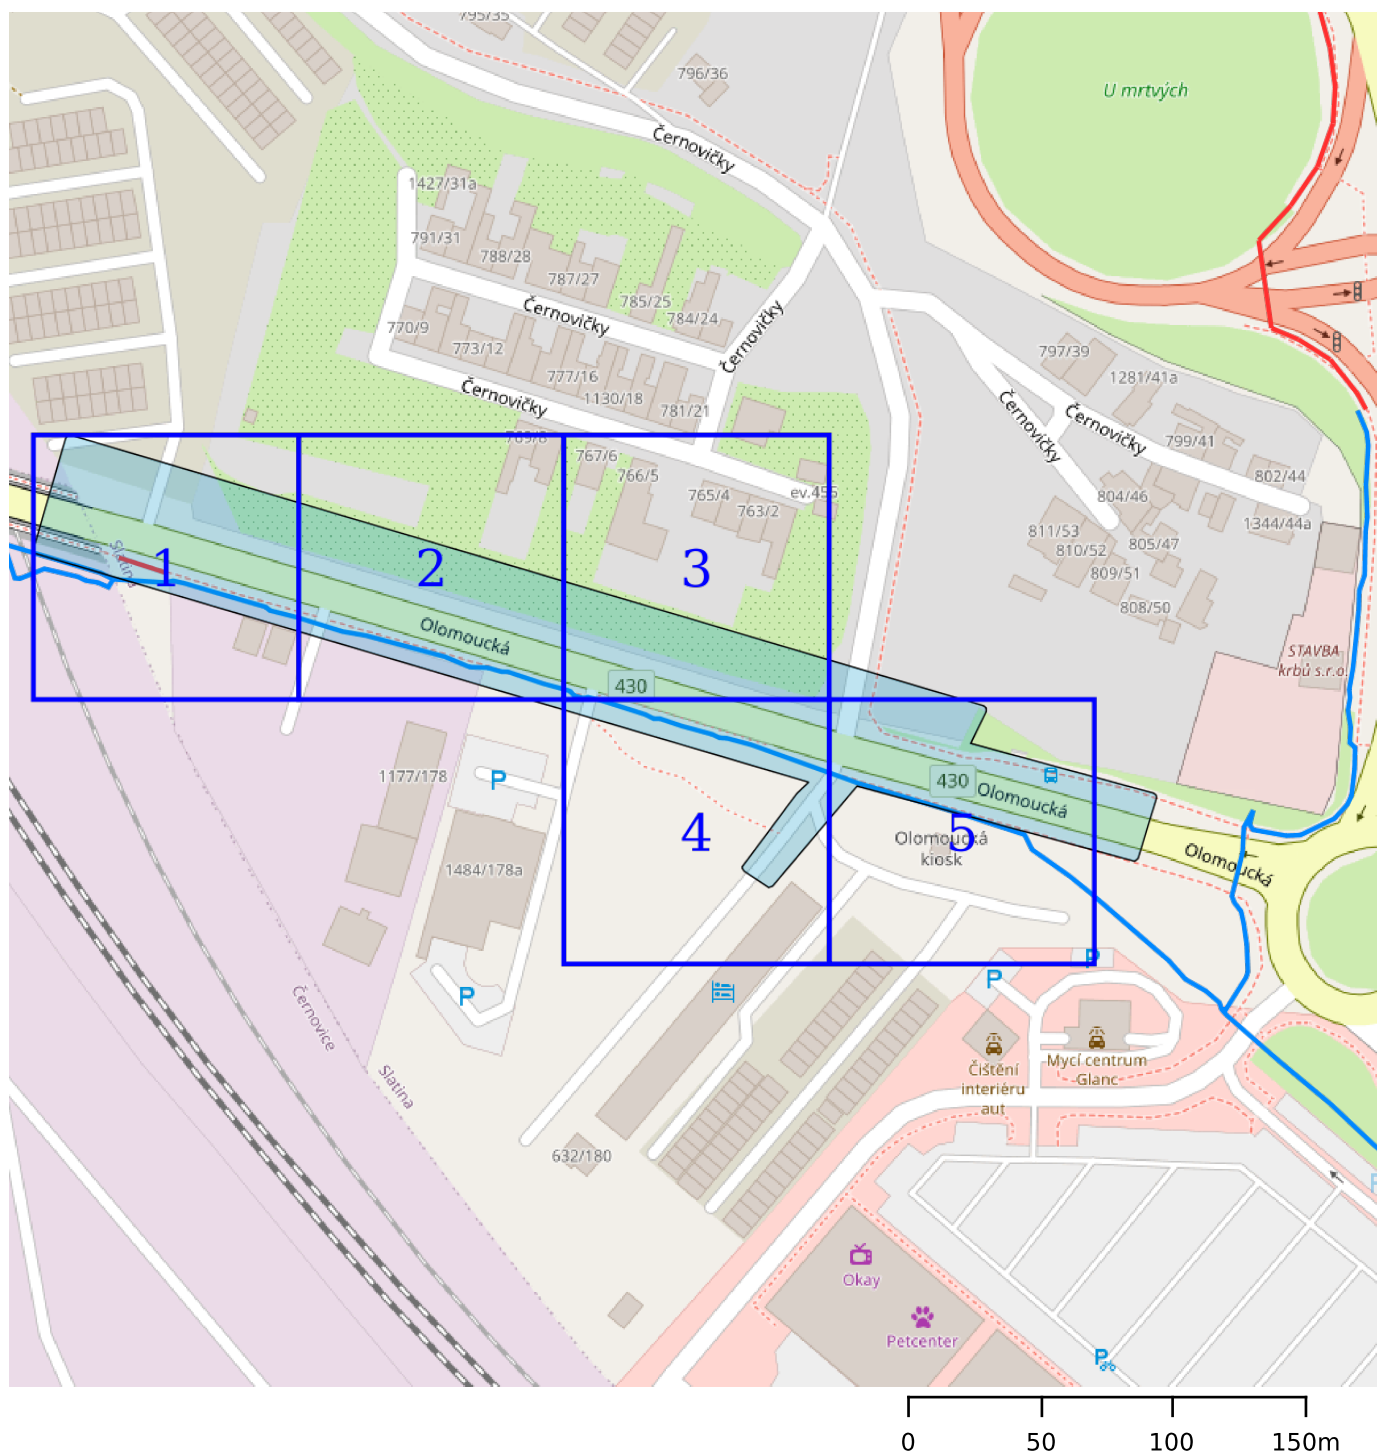 795/35
796/36
U mrtvých
Černovičky
1427/31a
791/31
788/28
787/27
785/25
784/24
Černovičky
Černovičky
770/9
773/12
777/16
1130/18
781/21
Černovičky
797/39
1281/41a
Černovičky
Černovičky
799/41
802/44
769/8
767/6
766/5
765/4
763/2
ev.455
804/46
1344/44a
811/53
810/52
805/47
809/51
808/50
1
2
3
Slatina
Olomoucká
430
STAVBA
krbů s.r.o.
1177/178
P
430
Olomoucká
4
5
Olomoucká
kiosk
Olomoucká
1484/178a
P
P
P
Černovice
Slatina
Čištění
interiéru
aut
Mycí centrum
Glanc
632/180
P
Okay
Petcenter
P
0
50
100
150m